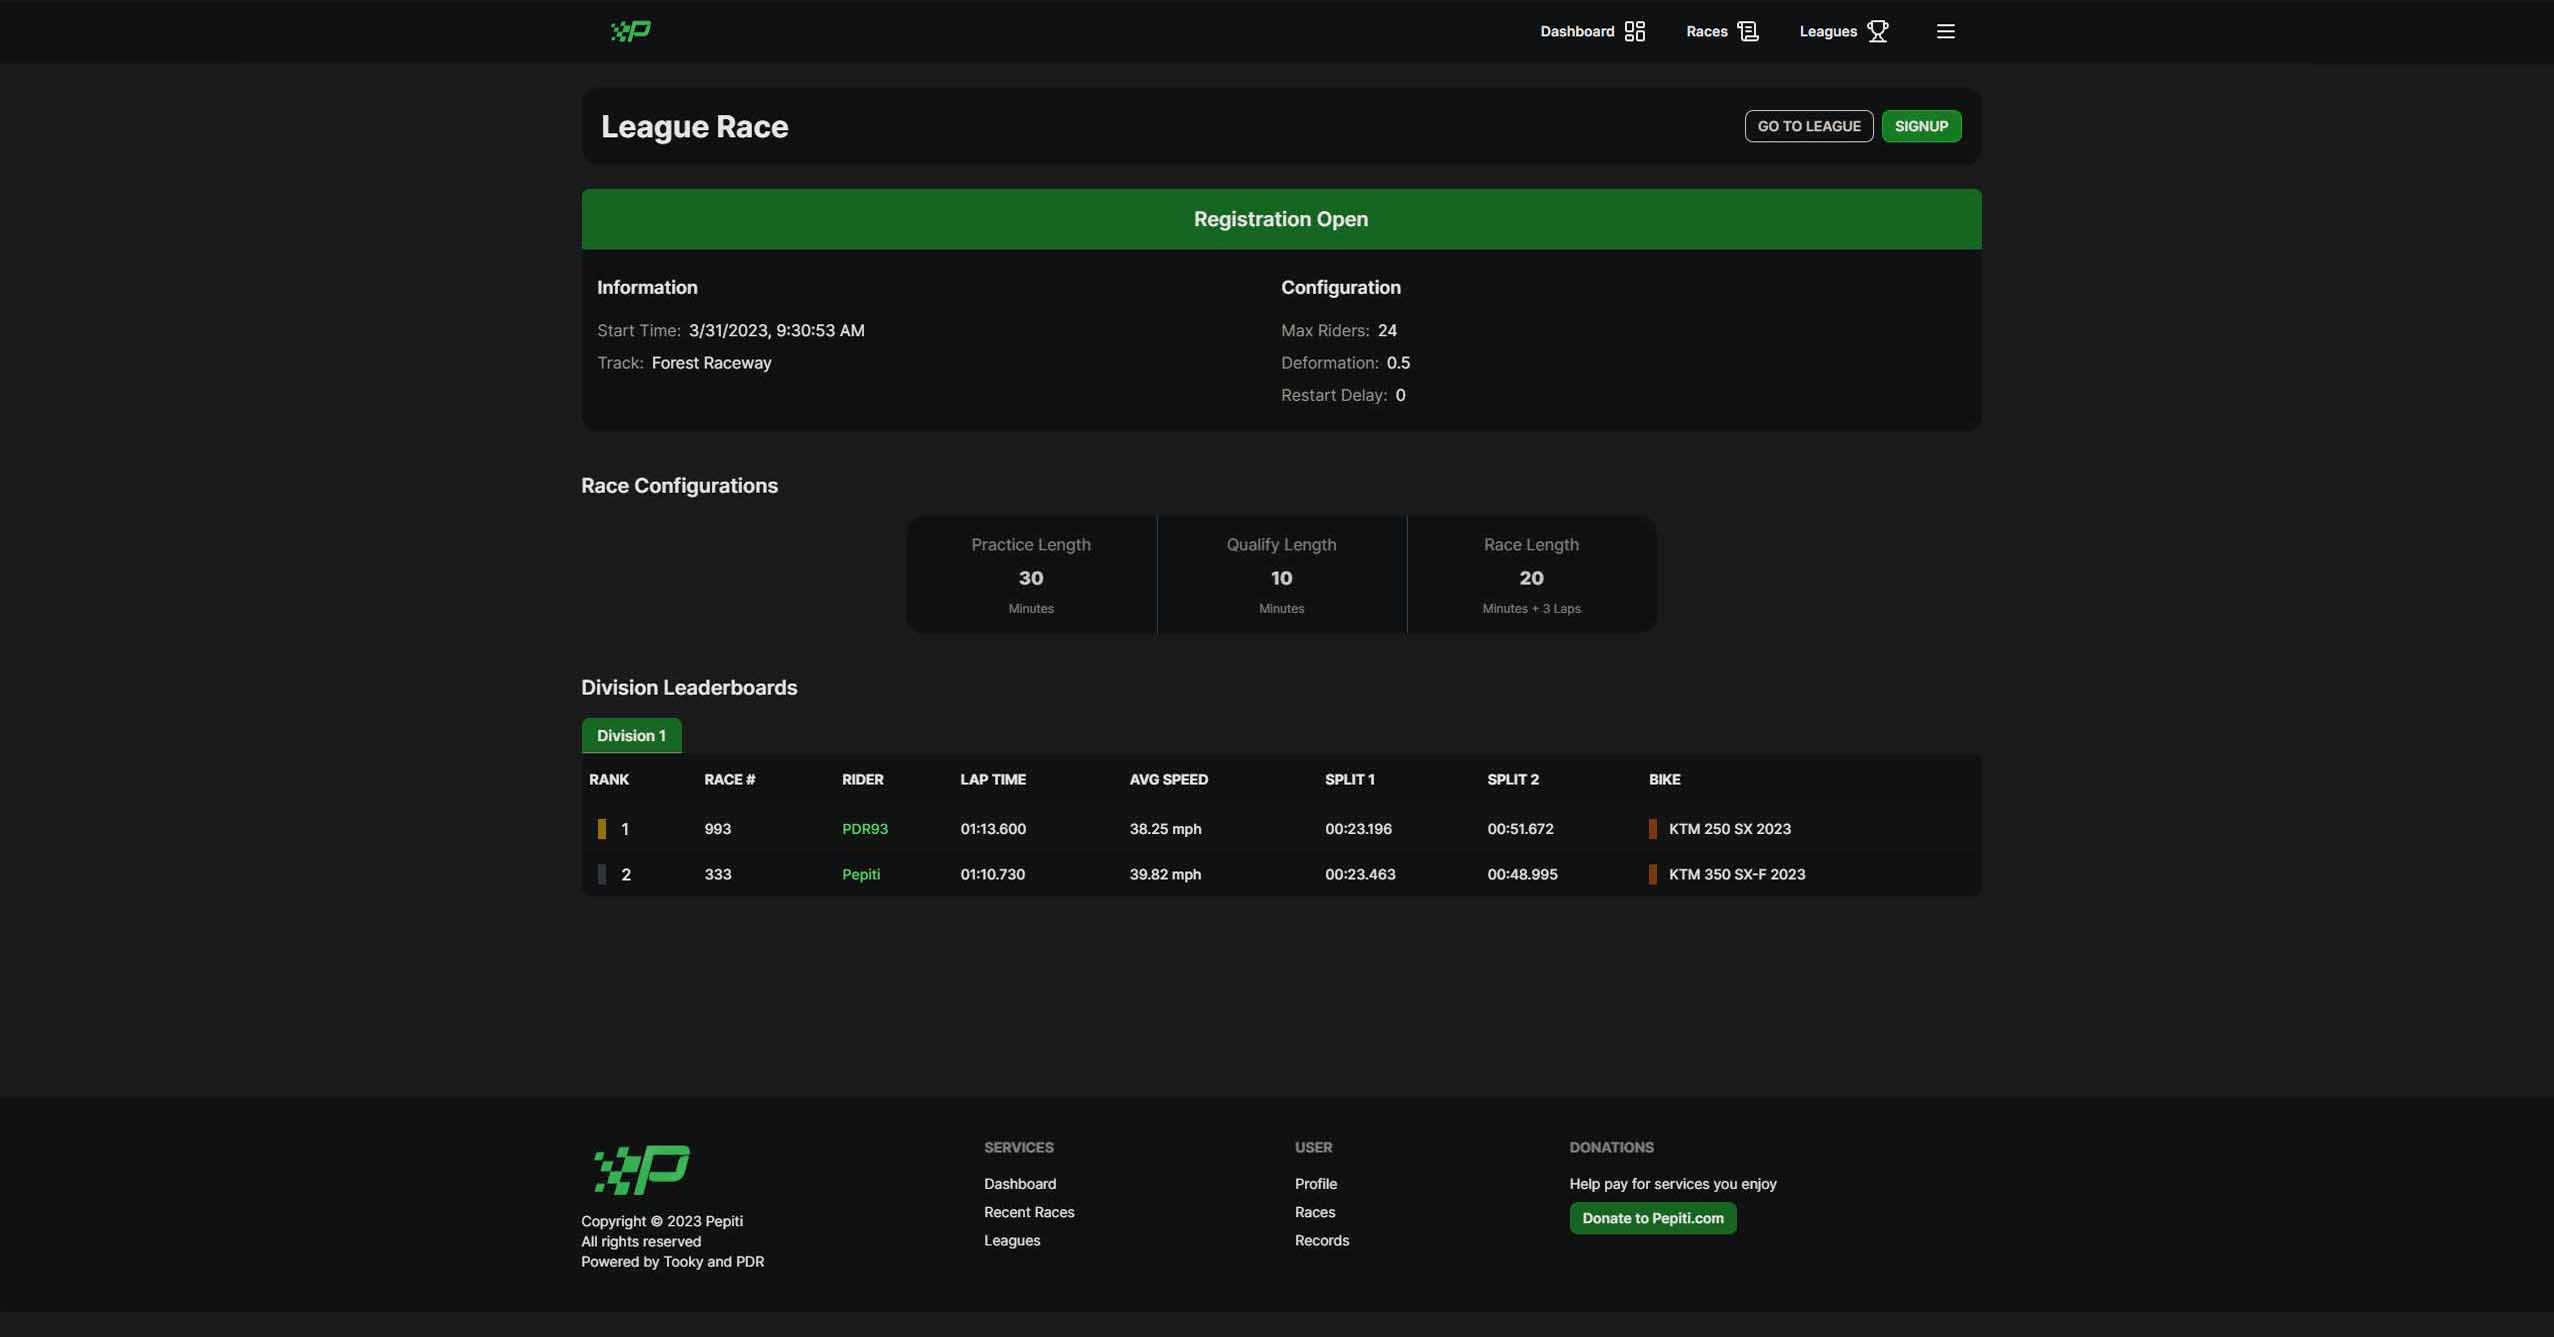 Dashboard Races Leagues
League Race
GO TO LEAGUE SIGNUP
Registration Open
Information
Start Time: 3/31/2023, 9:30:53 AM
Track: Forest Raceway
Configuration
Max Riders: 24
Deformation: 0.5
Restart Delay: 0
Race Configurations
Practice Length
30
Minutes
Qualify Length
10
Minutes
Race Length
20
Minutes + 3 Laps
Division Leaderboards
Division 1
RANK RACE # RIDER LAP TIME AVG SPEED SPLIT 1 SPLIT 2 BIKE
1 993 PDR93 01:13.600 38.25 mph 00:23.196 00:51.672 KTM 250 SX 2023
2 333 Pepiti 01:10.730 39.82 mph 00:23.463 00:48.995 KTM 350 SX-F 2023
P
Copyright © 2023 Pepiti
All rights reserved
Powered by Tooky and PDR
SERVICES
Dashboard
Recent Races
Leagues
USER
Profile
Races
Records
DONATIONS
Help pay for services you enjoy
Donate to Pepiti.com